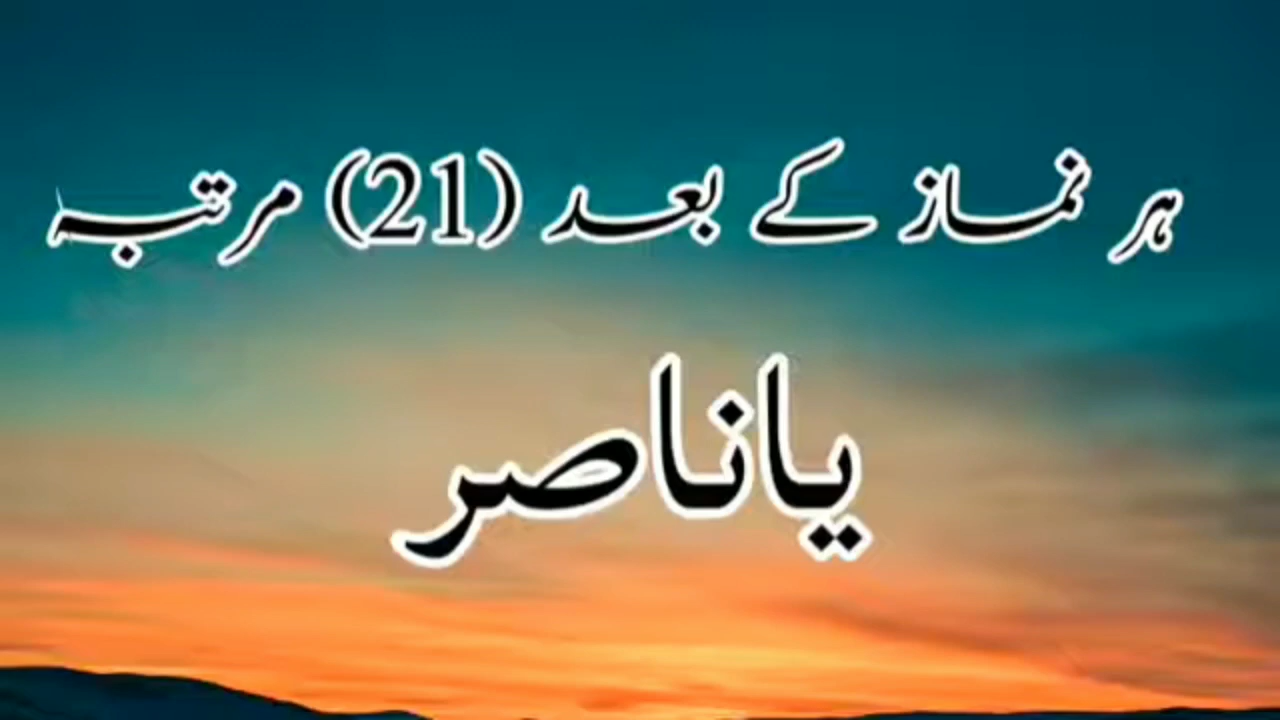 ہر نماز کے بعد (21) مرتبہ
یاناصر